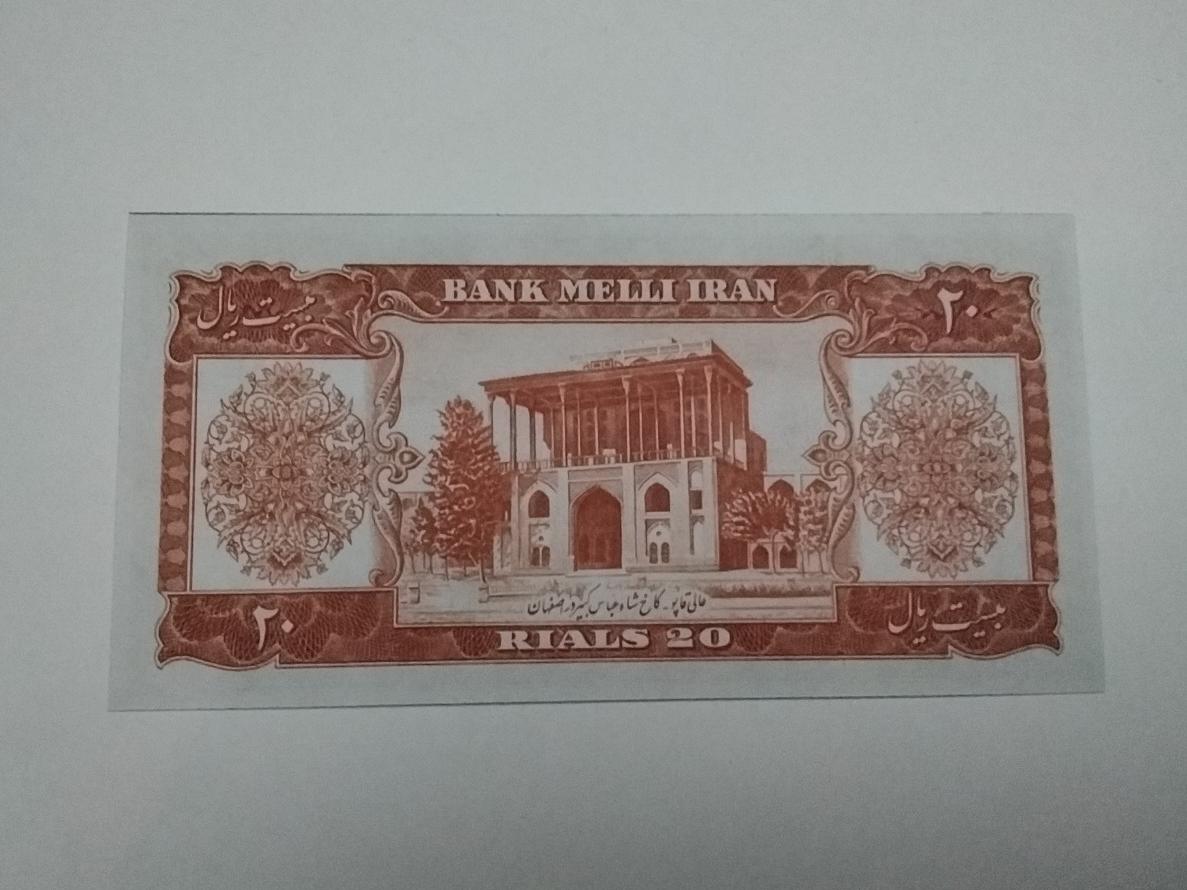 BANK MELLI IRAN
بیست ریال
۲۰
عالی قاپو - کاخ شاه عباس کبیر در اصفهان
۲۰
RIALS 20
بیست ریال